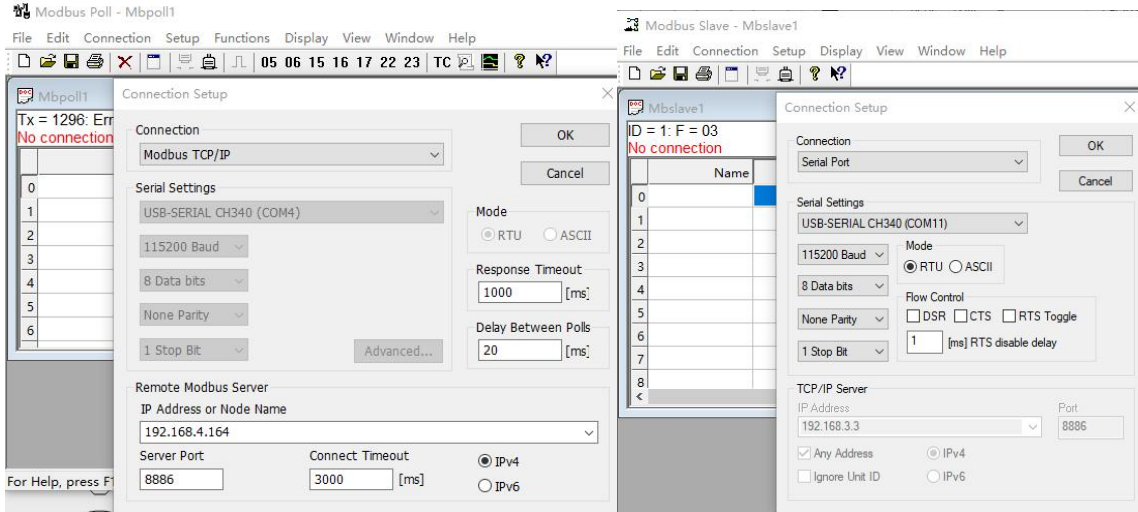 Modbus Poll - Mbpoll1
File Edit Connection Setup Functions Display View Window Help
05 06 15 16 17 22 23 TC
Mbpoll1
Tx = 1296: Err
No connection
0
1
2
3
4
5
6
For Help, press F1
Connection Setup
Connection
Modbus TCP/IP
OK
Cancel
Serial Settings
USB-SERIAL CH340 (COM4)
115200 Baud
8 Data bits
None Parity
1 Stop Bit
Advanced...
Mode
RTU ASCII
Response Timeout
1000 [ms]
Delay Between Polls
20 [ms]
Remote Modbus Server
IP Address or Node Name
192.168.4.164
Server Port Connect Timeout
8886 3000 [ms]
IPv4
IPv6
Modbus Slave - Mbslave1
File Edit Connection Setup Display View Window Help
Mbslave1
ID = 1: F = 03
No connection
Name
0
1
2
3
4
5
6
7
8
Connection Setup
Connection
Serial Port
OK
Cancel
Serial Settings
USB-SERIAL CH340 (COM11)
115200 Baud
8 Data bits
None Parity
1 Stop Bit
Mode
RTU ASCII
Flow Control
DSR CTS RTS Toggle
1 [ms] RTS disable delay
TCP/IP Server
IP Address Port
192.168.3.3 8886
Any Address IPv4
Ignore Unit ID IPv6